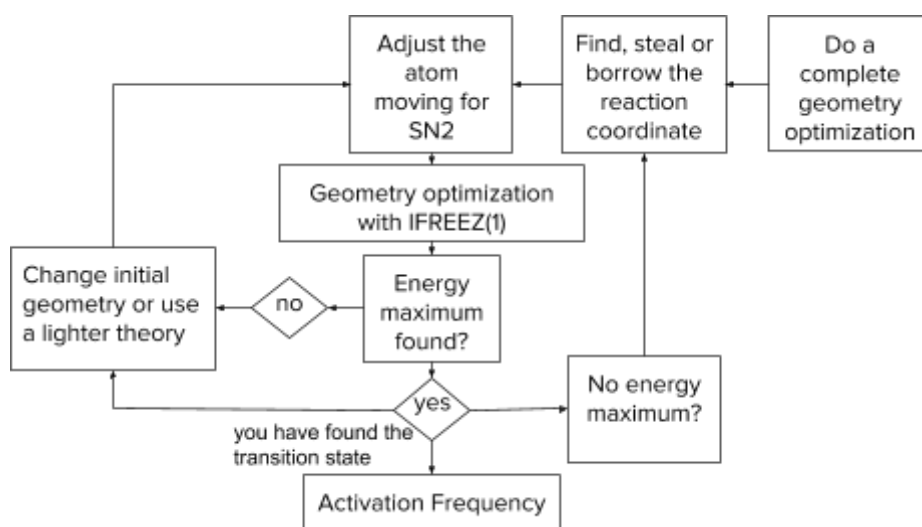 Adjust the
atom
moving for
SN2
Find, steal or
borrow the
reaction
coordinate
Do a
complete
geometry
optimization
Geometry optimization
with IFREEZ(1)
Change initial
geometry or use
a lighter theory
no
Energy
maximum
found?
No energy
maximum?
yes
you have found the
transition state
Activation Frequency